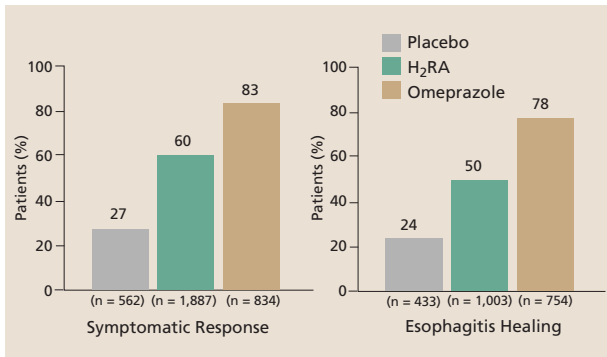 Placebo
H₂RA
Omeprazole
Patients (%)
100
80
60
40
20
0
27
60
83
(n = 562) (n = 1,887) (n = 834)
Symptomatic Response
Patients (%)
100
80
60
40
20
0
24
50
78
(n = 433) (n = 1,003) (n = 754)
Esophagitis Healing